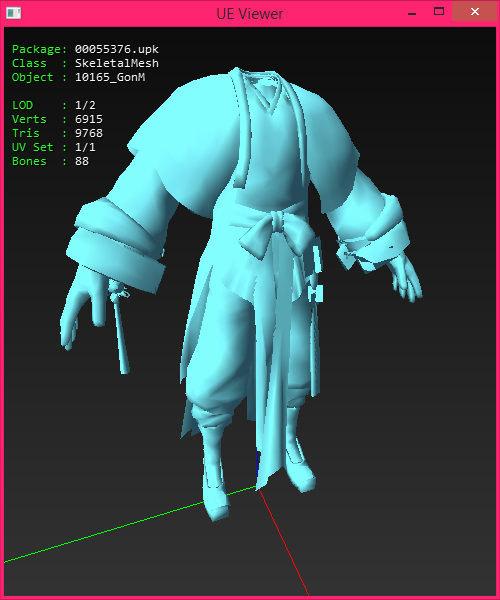 UE Viewer
Package: 00055376.upk
Class  : SkeletalMesh
Object : 10165_GonM
LOD    : 1/2
Verts  : 6915
Tris   : 9768
UV Set : 1/1
Bones  : 88